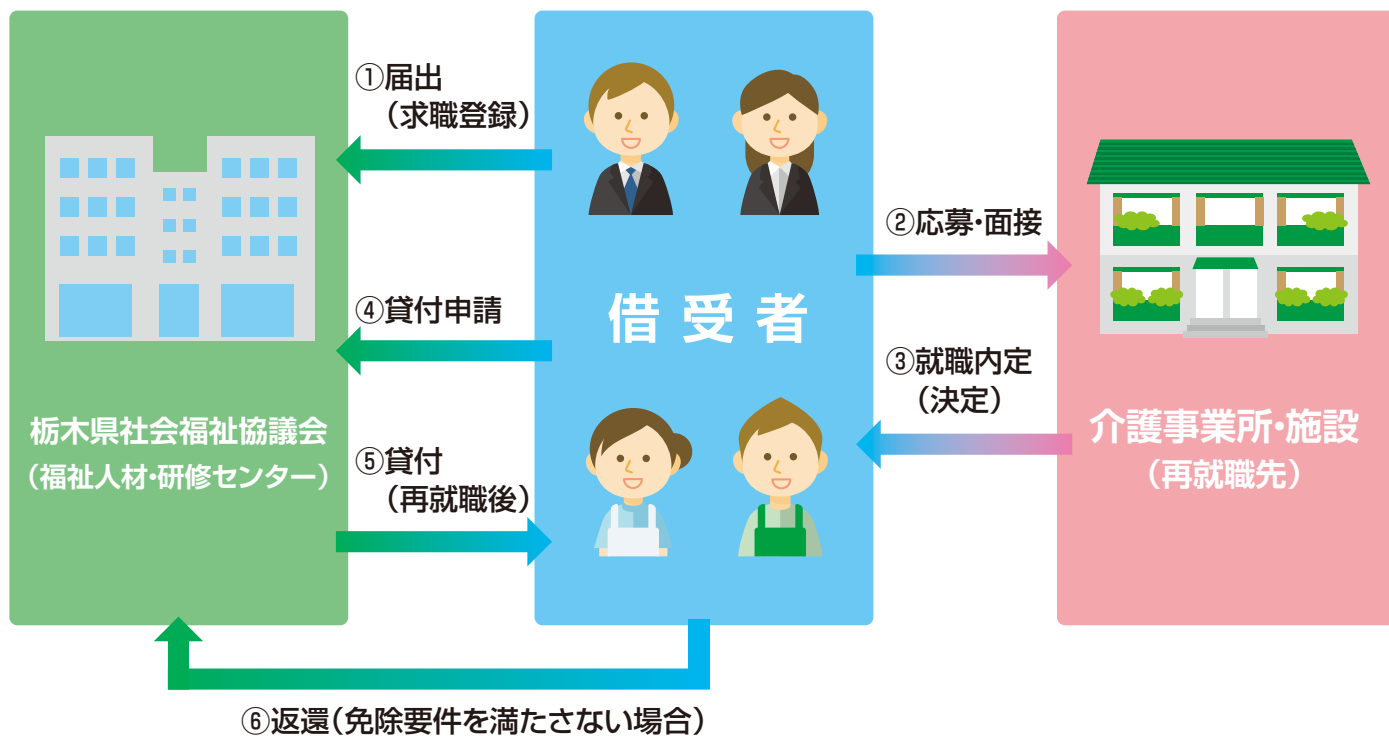 ①届出
(求職登録)
②応募・面接
借受者
④貸付申請
③就職内定
(決定)
栃木県社会福祉協議会
(福祉人材・研修センター)
⑤貸付
(再就職後)
介護事業所・施設
(再就職先)
⑥返還(免除要件を満たさない場合)